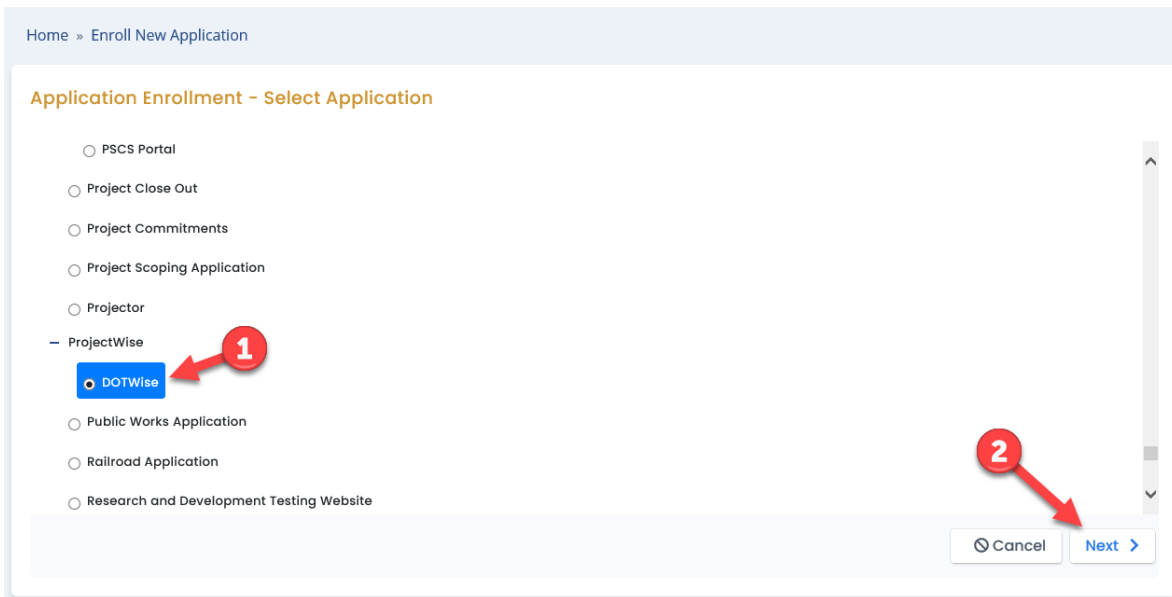 Home » Enroll New Application
Application Enrollment - Select Application
PSCS Portal
Project Close Out
Project Commitments
Project Scoping Application
Projector
ProjectWise
1
DOTWise
Public Works Application
2
Railroad Application
Research and Development Testing Website
Cancel Next